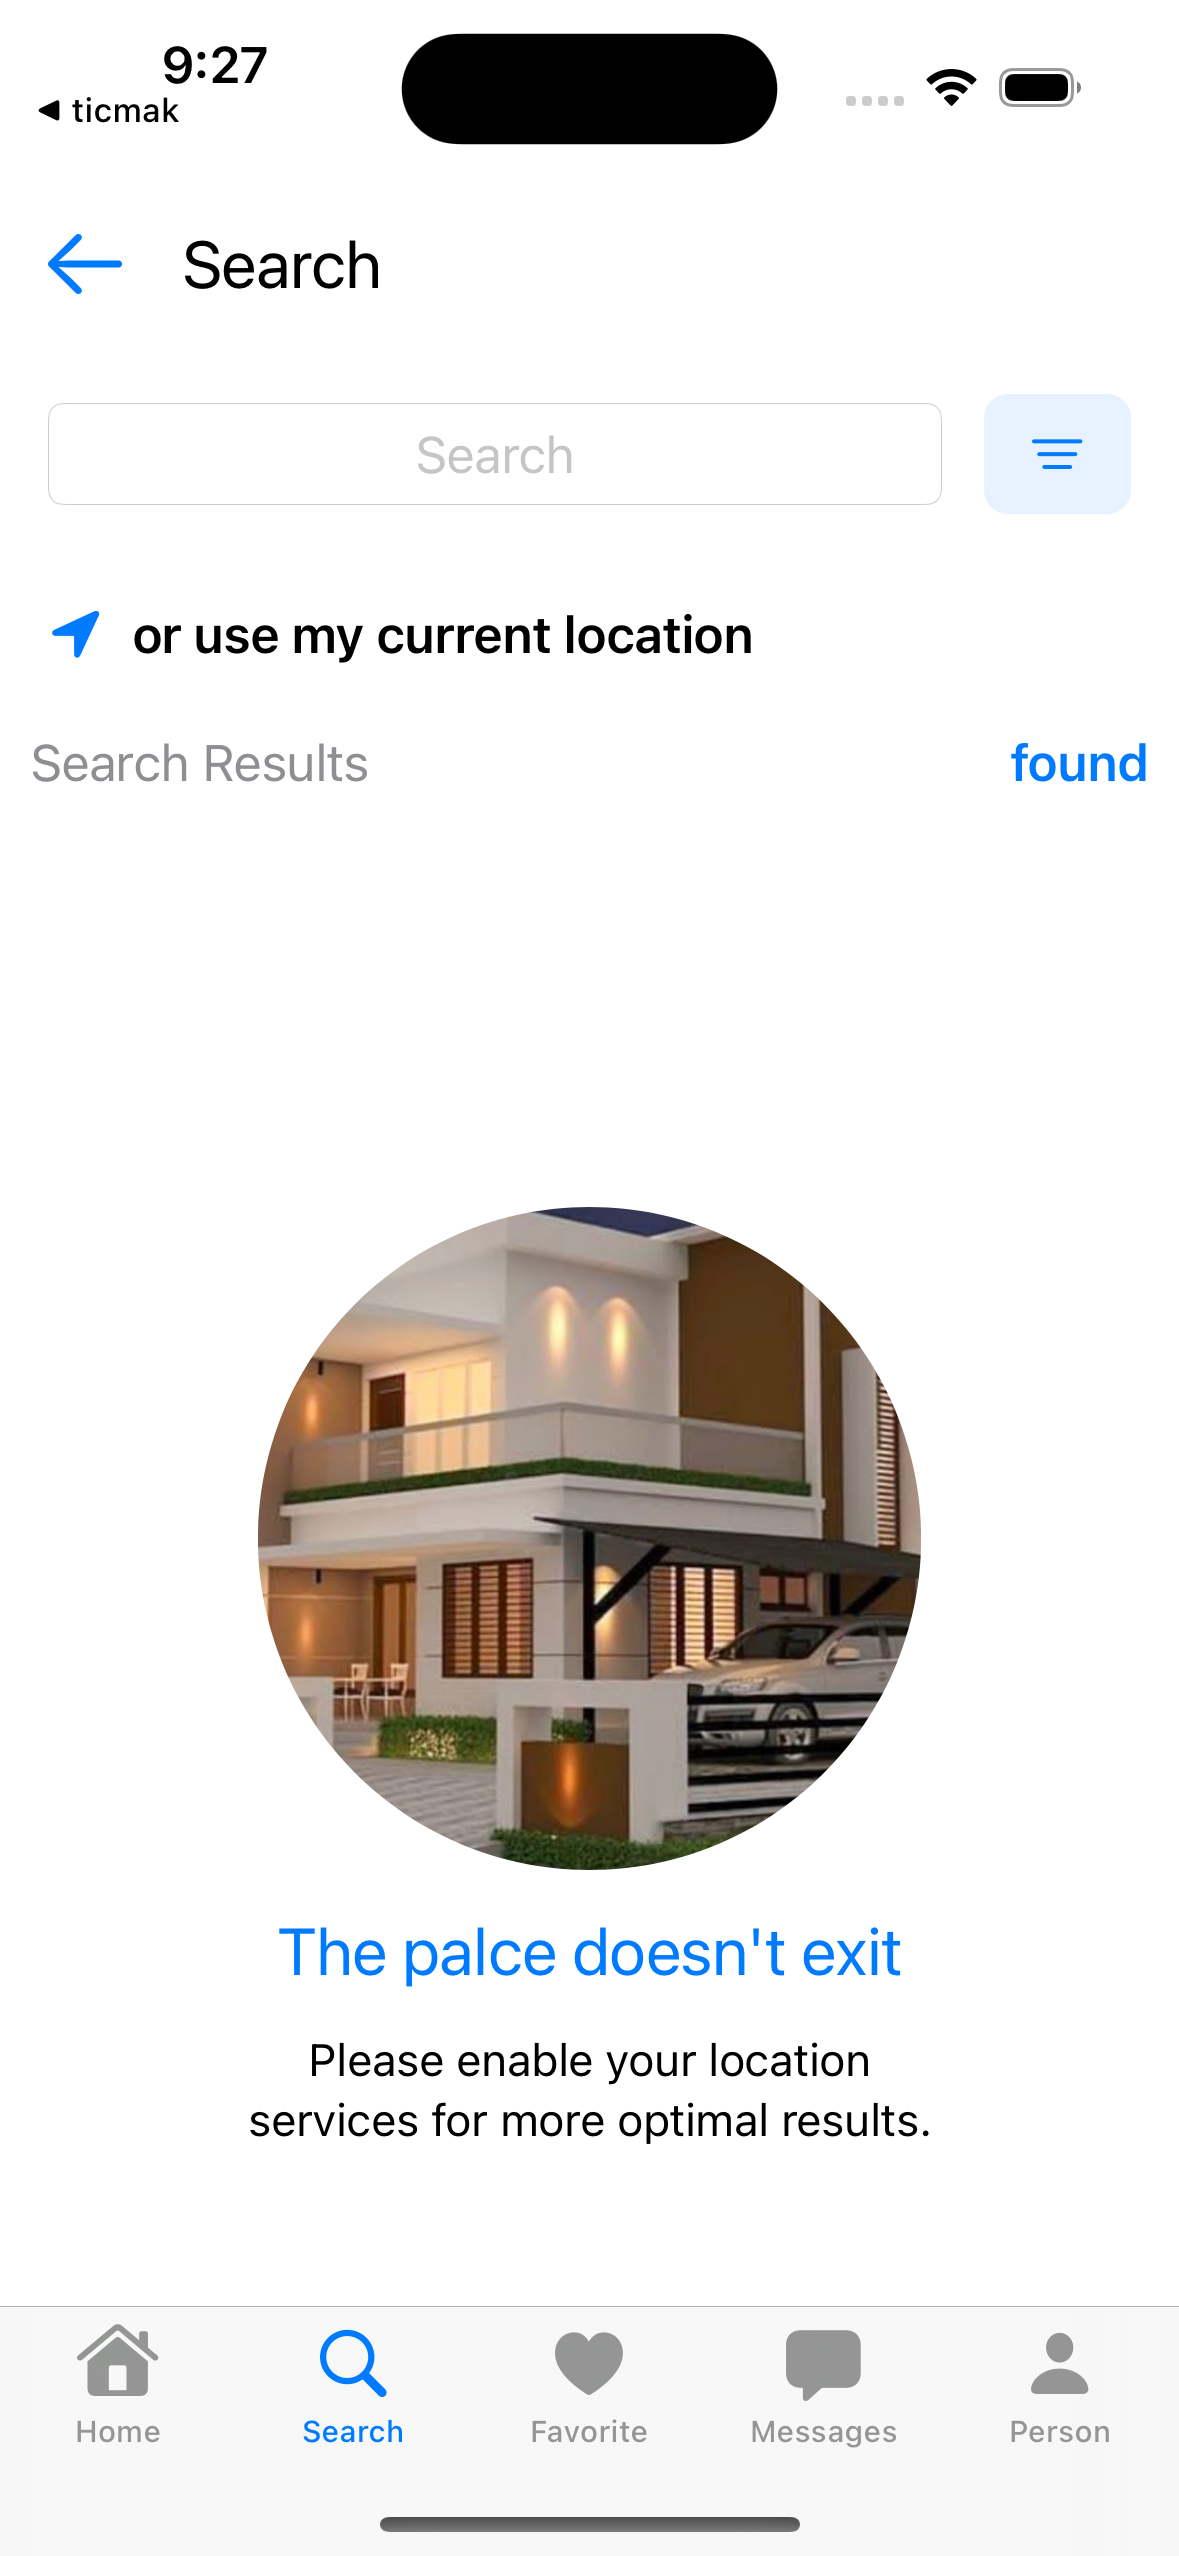 9:27
◀ ticmak
Search
Search
or use my current location
Search Results
found
The palce doesn't exit
Please enable your location
services for more optimal results.
Home
Search
Favorite
Messages
Person